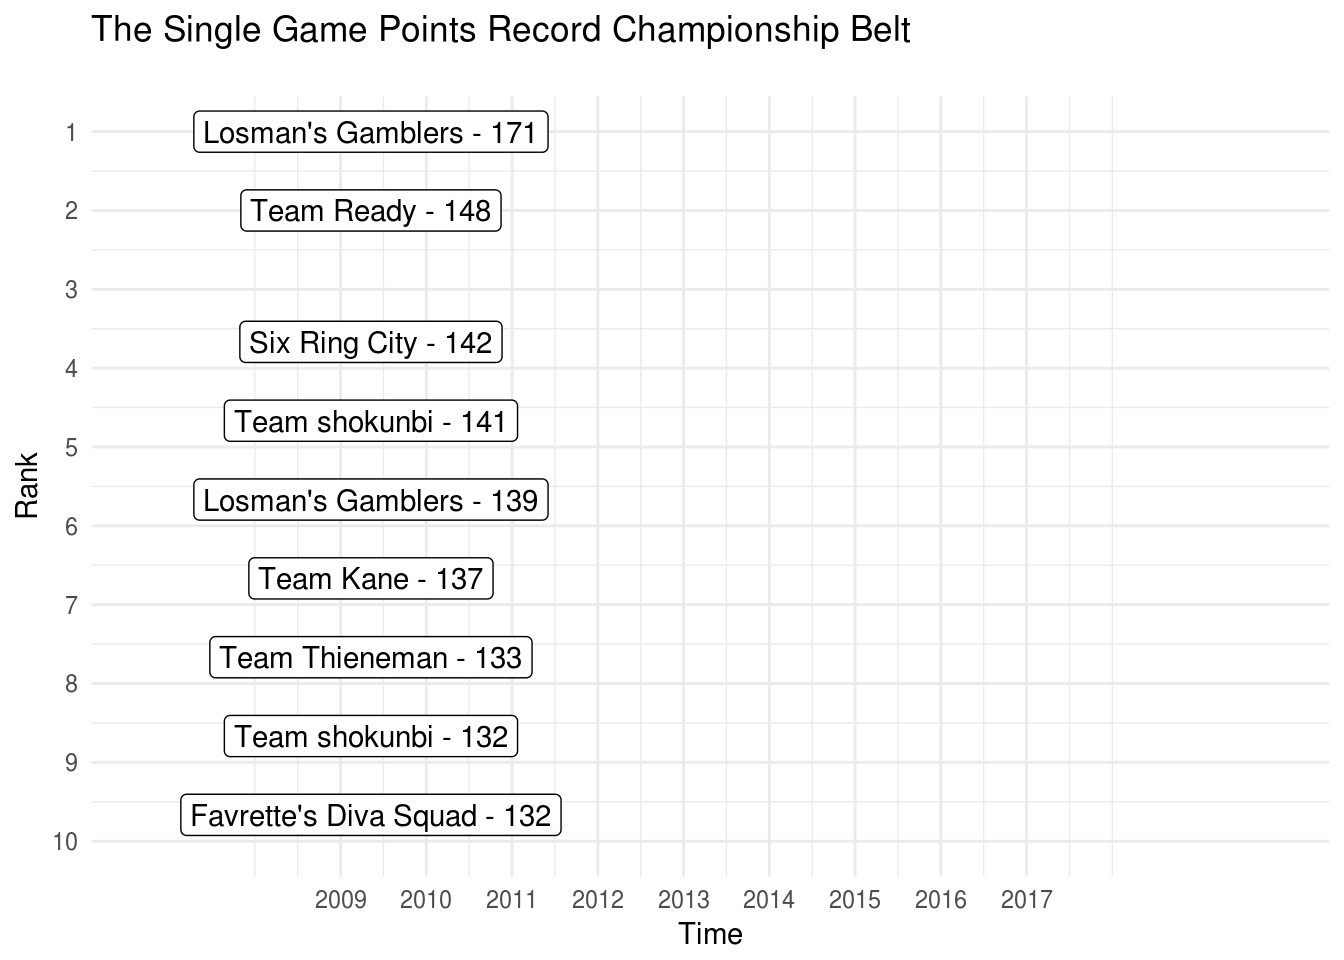 The Single Game Points Record Championship Belt
1
Losman's Gamblers - 171
2
Team Ready - 148
3
Six Ring City - 142
4
Team shokunbi - 141
5
Rank
Losman's Gamblers - 139
6
Team Kane - 137
7
Team Thieneman - 133
8
Team shokunbi - 132
9
Favrette's Diva Squad - 132
10
2009 2010 2011 2012 2013 2014 2015 2016 2017
Time